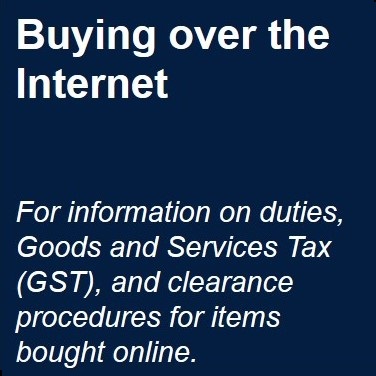 Buying over the
Internet
For information on duties,
Goods and Services Tax
(GST), and clearance
procedures for items
bought online.